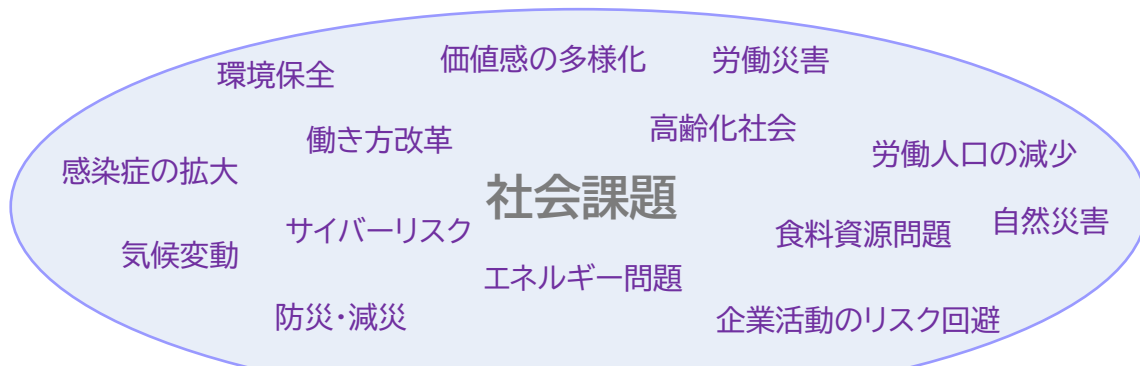 環境保全
価値感の多様化
労働災害
働き方改革
高齢化社会
労働人口の減少
感染症の拡大
社会課題
サイバーリスク
食料資源問題
自然災害
気候変動
エネルギー問題
防災・減災
企業活動のリスク回避